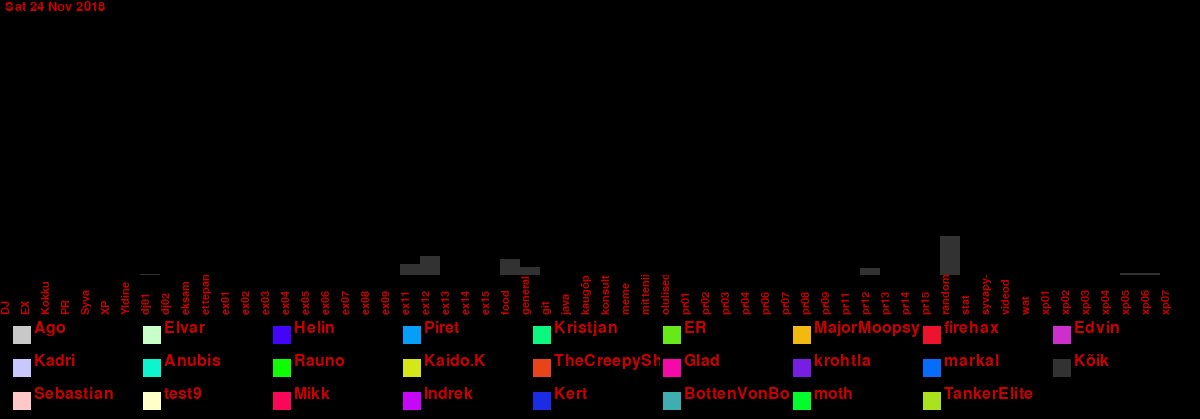 Sat 24 Nov 2018
DJ EX Kokku PR Syva XP Yldine dj01 dj02 eksam ettepan ex01 ex02 ex03 ex04 ex05 ex06 ex07 ex08 ex09 ex11 ex12 ex13 ex14 ex15 food general git java kaugõp konsult meme mittenii olulised pr01 pr02 pr03 pr04 pr06 pr07 pr08 pr09 pr11 pr12 pr13 pr14 pr15 random stat syvapy- videod wat xp01 xp02 xp03 xp04 xp05 xp06 xp07
Ago Elvar Helin Piret Kristjan ER MajorMoopsy firehax Edvin
Kadri Anubis Rauno Kaido.K TheCreepySh Glad krohtla markal Kõik
Sebastian test9 Mikk Indrek Kert BottenVonBo moth TankerElite